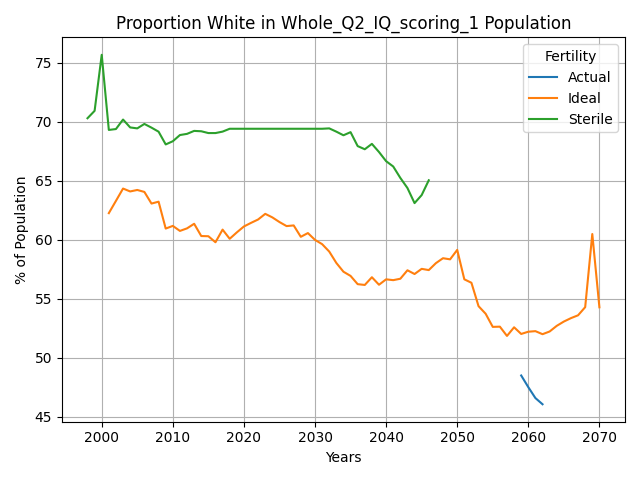 Proportion White in Whole_Q2_IQ_scoring_1 Population
Fertility
Actual
Ideal
Sterile
% of Population
75
70
65
60
55
50
45
2000
2010
2020
2030
2040
2050
2060
2070
Years